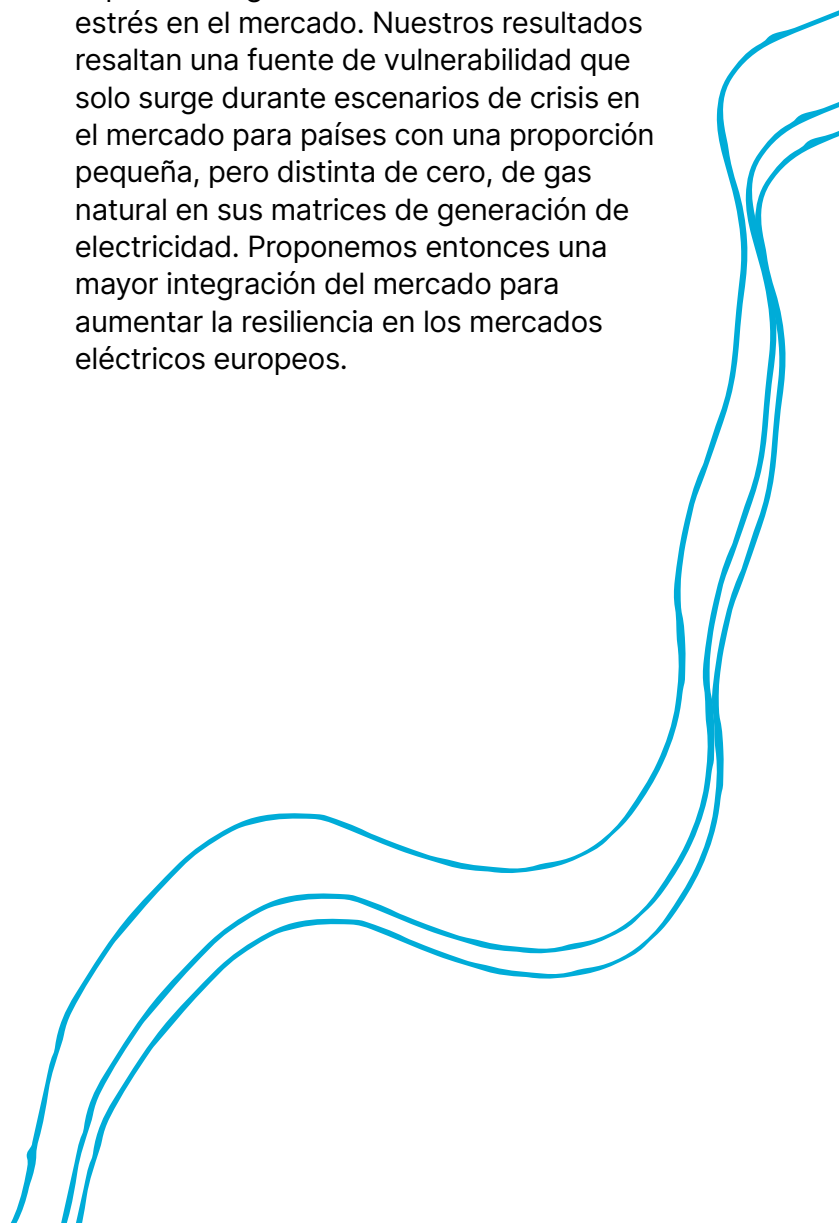 estrés en el mercado. Nuestros resultados
resaltan una fuente de vulnerabilidad que
solo surge durante escenarios de crisis en
el mercado para países con una proporción
pequeña, pero distinta de cero, de gas
natural en sus matrices de generación de
electricidad. Proponemos entonces una
mayor integración del mercado para
aumentar la resiliencia en los mercados
eléctricos europeos.